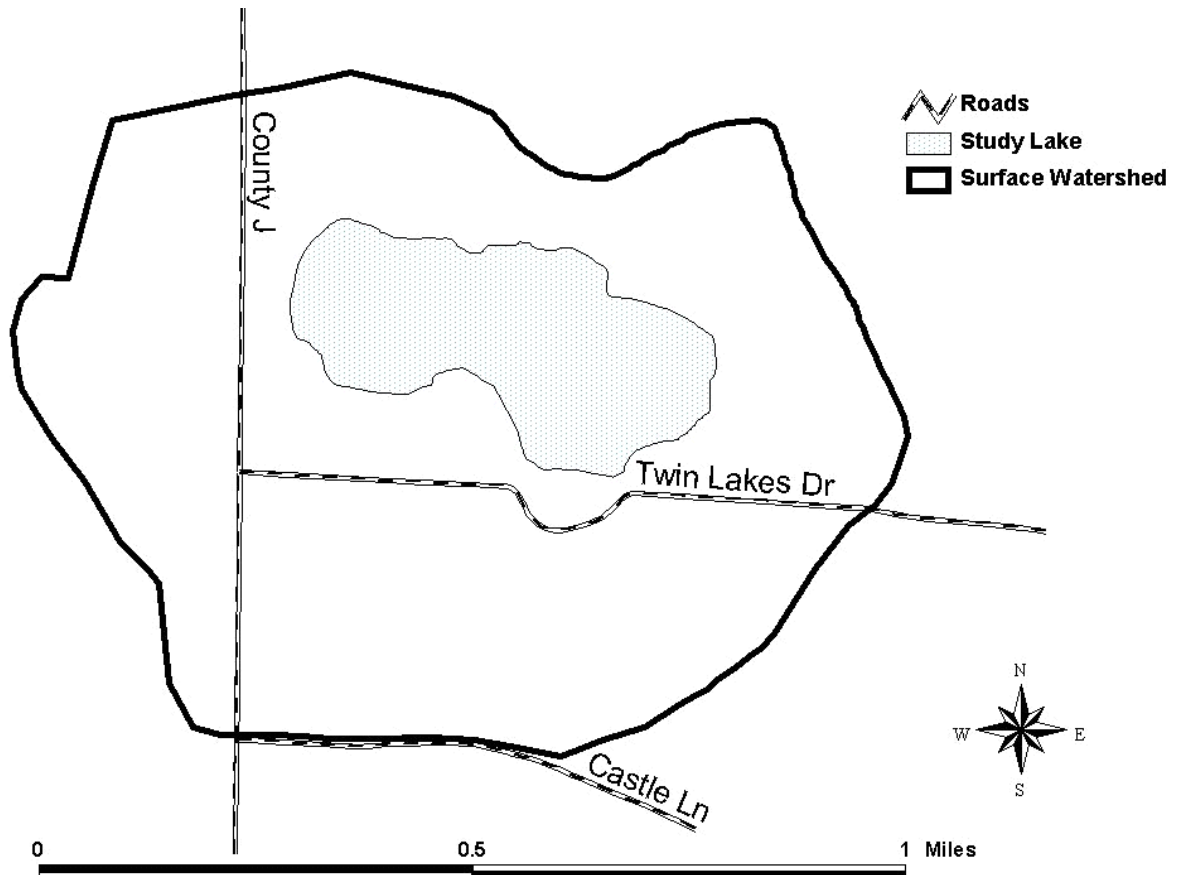 County J
Roads
Study Lake
Surface Watershed
Twin Lakes Dr
Castle Ln
N
W
E
S
0
0.5
1 Miles